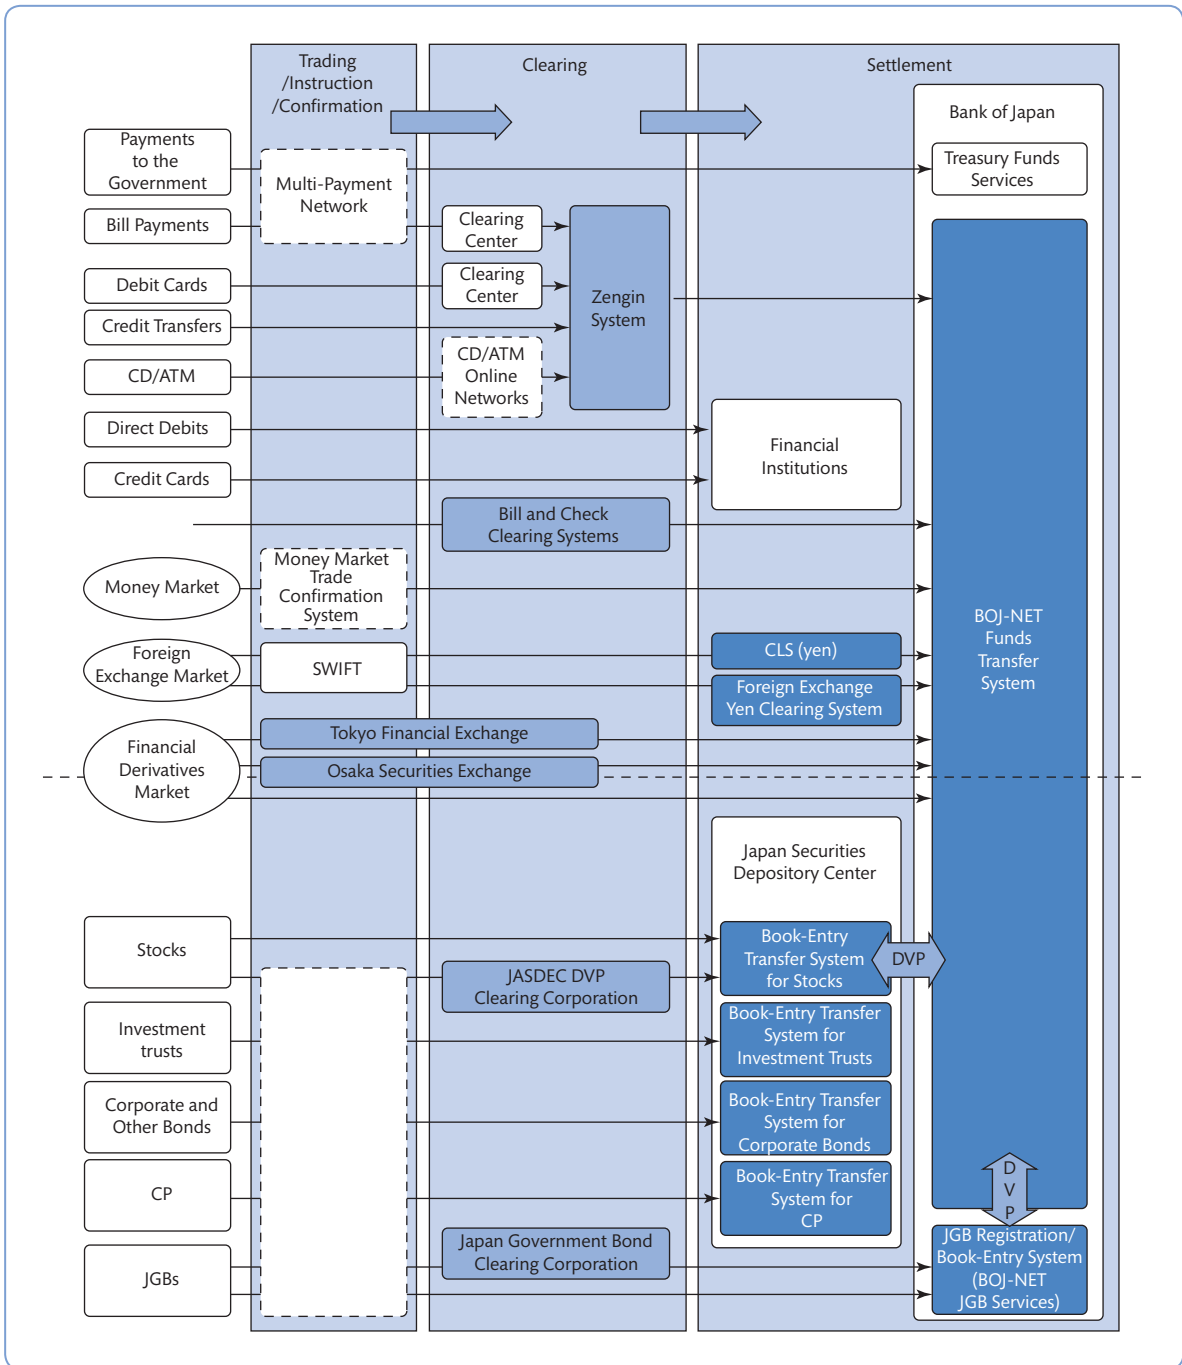 Trading
/Instruction
/Confirmation
Clearing
Settlement
Bank of Japan
Payments
to the
Government
Multi-Payment
Network
Treasury Funds
Services
Bill Payments
Clearing
Center
Debit Cards
Clearing
Center
Zengin
System
Credit Transfers
CD/ATM
CD/ATM
Online
Networks
Direct Debits
Financial
Institutions
Credit Cards
Bill and Check
Clearing Systems
Money Market
Money Market
Trade
Confirmation
System
BOJ-NET
Funds
Transfer
System
Foreign
Exchange Market
SWIFT
CLS (yen)
Foreign Exchange
Yen Clearing System
Financial
Derivatives
Market
Tokyo Financial Exchange
Osaka Securities Exchange
Japan Securities
Depository Center
Stocks
Book-Entry
Transfer System
for Stocks
DVP
JASDEC DVP
Clearing Corporation
Investment
trusts
Book-Entry Transfer
System for
Investment Trusts
Corporate and
Other Bonds
Book-Entry Transfer
System for
Corporate Bonds
CP
Book-Entry Transfer
System for
CP
D
V
P
JGBs
Japan Government Bond
Clearing Corporation
JGB Registration/
Book-Entry System
(BOJ-NET
JGB Services)